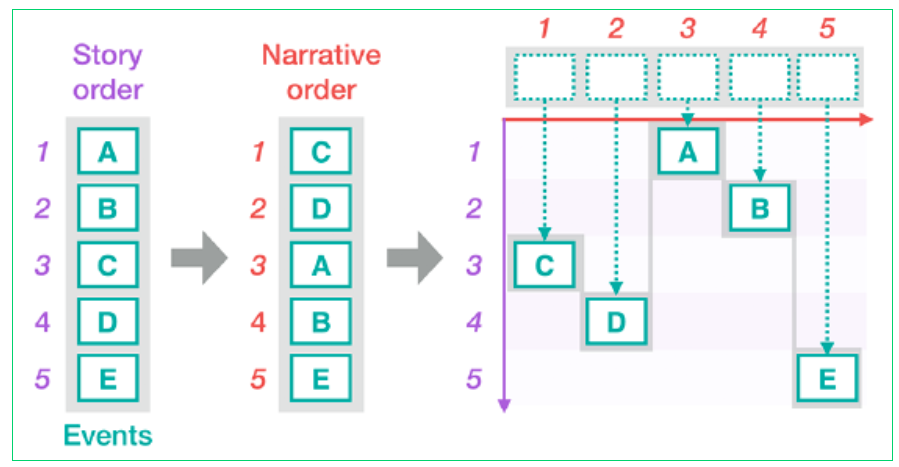 Story
order
Narrative
order
1 2 3 4 5
1 A 1 C 1 A
2 B 2 D 2 B
3 C 3 A 3 C
4 D 4 B 4 D
5 E 5 E 5 E
Events